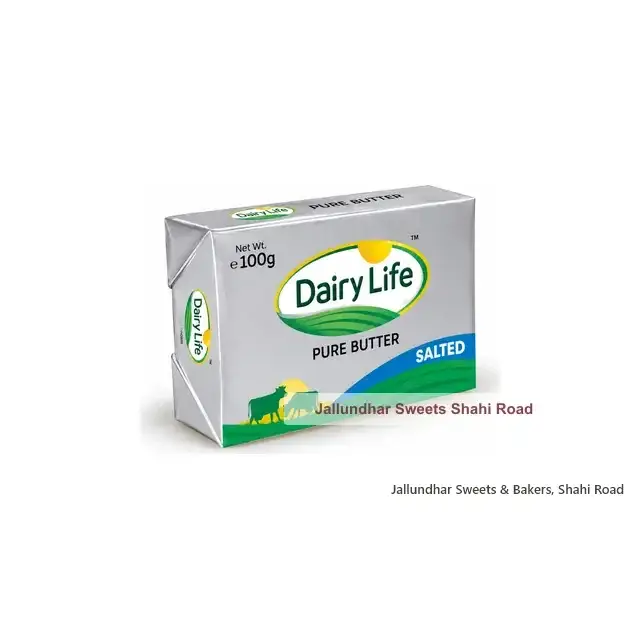 Dairy Life
PURE BUTTER
Net Wt.
e 100g
™
Dairy Life
PURE BUTTER
SALTED
Dairy Life
Jallundhar Sweets Shahi Road
Jallundhar Sweets & Bakers, Shahi Road